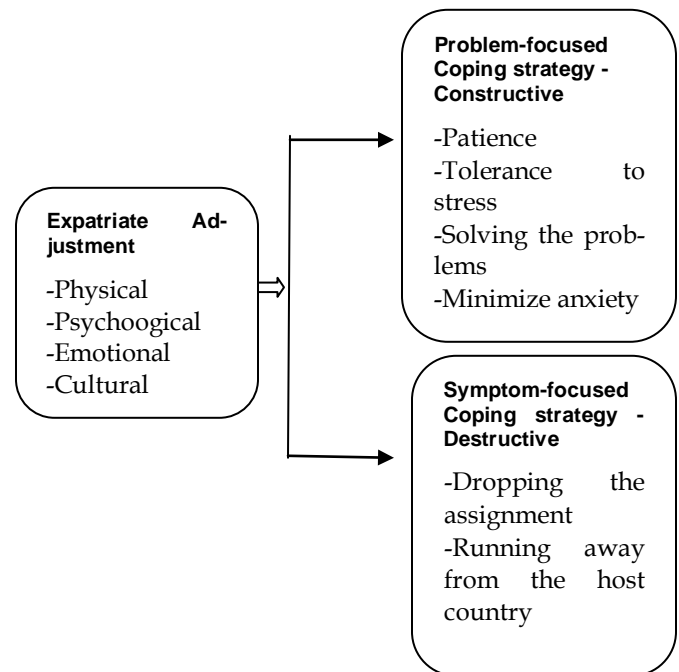 Expatriate Ad-
justment
-Physical
-Psychoogical
-Emotional
-Cultural
Problem-focused
Coping strategy -
Constructive
-Patience
-Tolerance to
stress
-Solving the prob-
lems
-Minimize anxiety
Symptom-focused
Coping strategy -
Destructive
-Dropping the
assignment
-Running away
from the host
country